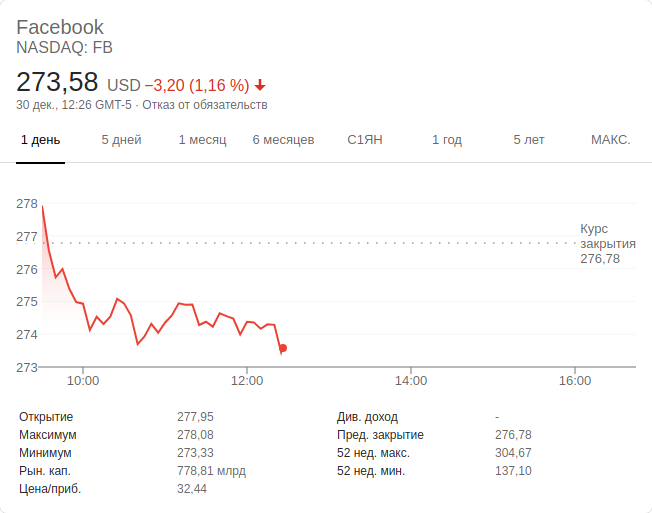 Facebook
NASDAQ: FB
273,58 USD −3,20 (1,16 %)
30 дек., 12:26 GMT-5 · Отказ от обязательств
1 день 5 дней 1 месяц 6 месяцев С1ЯН 1 год 5 лет МАКС.
278
277
276
275
274
273
Курс
закрытия
276,78
10:00 12:00 14:00 16:00
Открытие 277,95 Див. доход -
Максимум 278,08 Пред. закрытие 276,78
Минимум 273,33 52 нед. макс. 304,67
Рын. кап. 778,81 млрд 52 нед. мин. 137,10
Цена/приб. 32,44